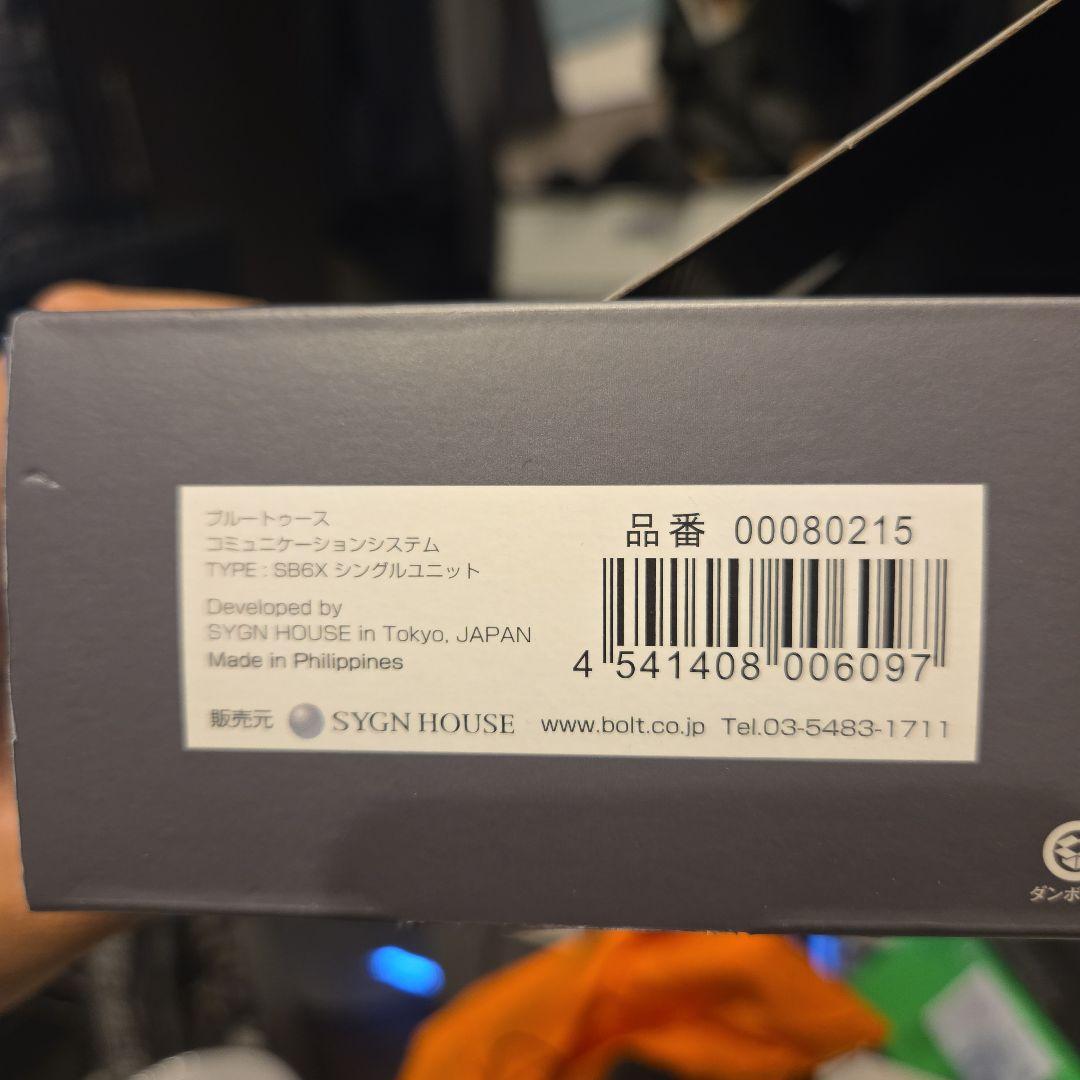 ブルートゥース
コミュニケーションシステム
TYPE : SB6X シングルユニット
Developed by
SYGN HOUSE in Tokyo, JAPAN
Made in Philippines
品番 00080215
4 541408 006097
販売元 SYGN HOUSE www.bolt.co.jp Tel.03-5483-1711
ダンボ